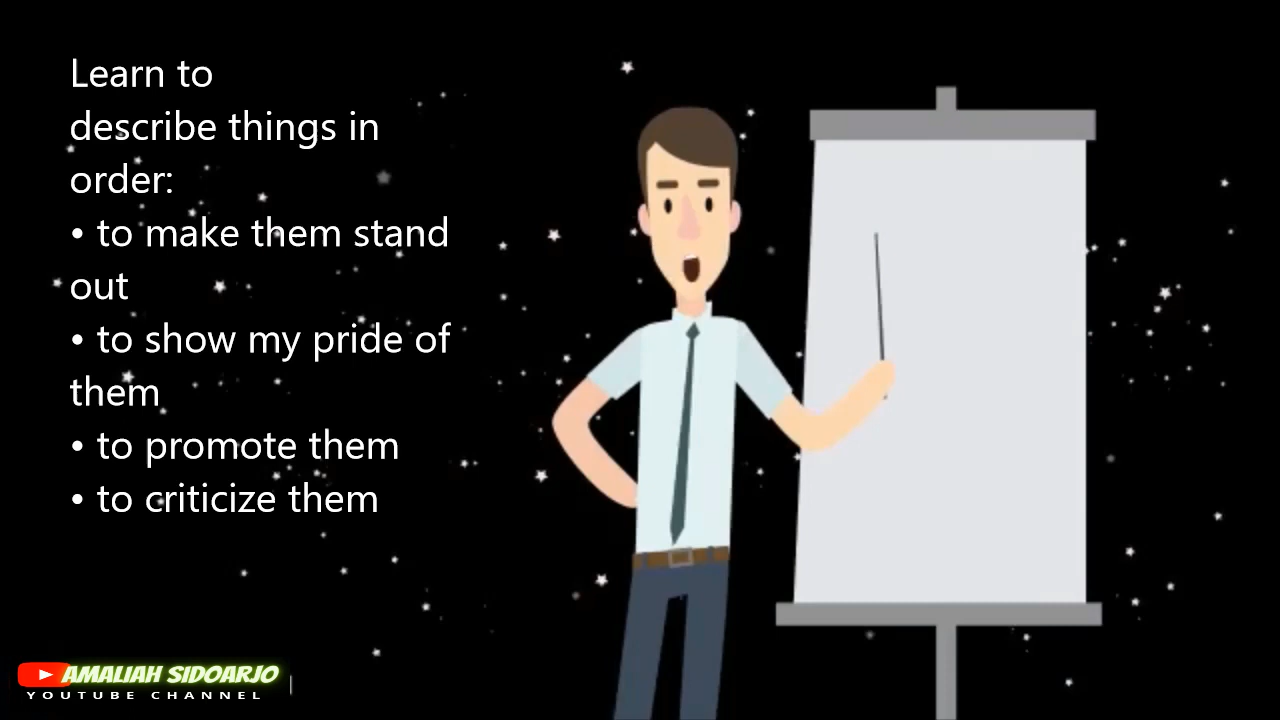 Learn to
describe things in
order:
• to make them stand
out
• to show my pride of
them
• to promote them
• to criticize them
AMALIAH SIDOARJO
YOUTUBE CHANNEL